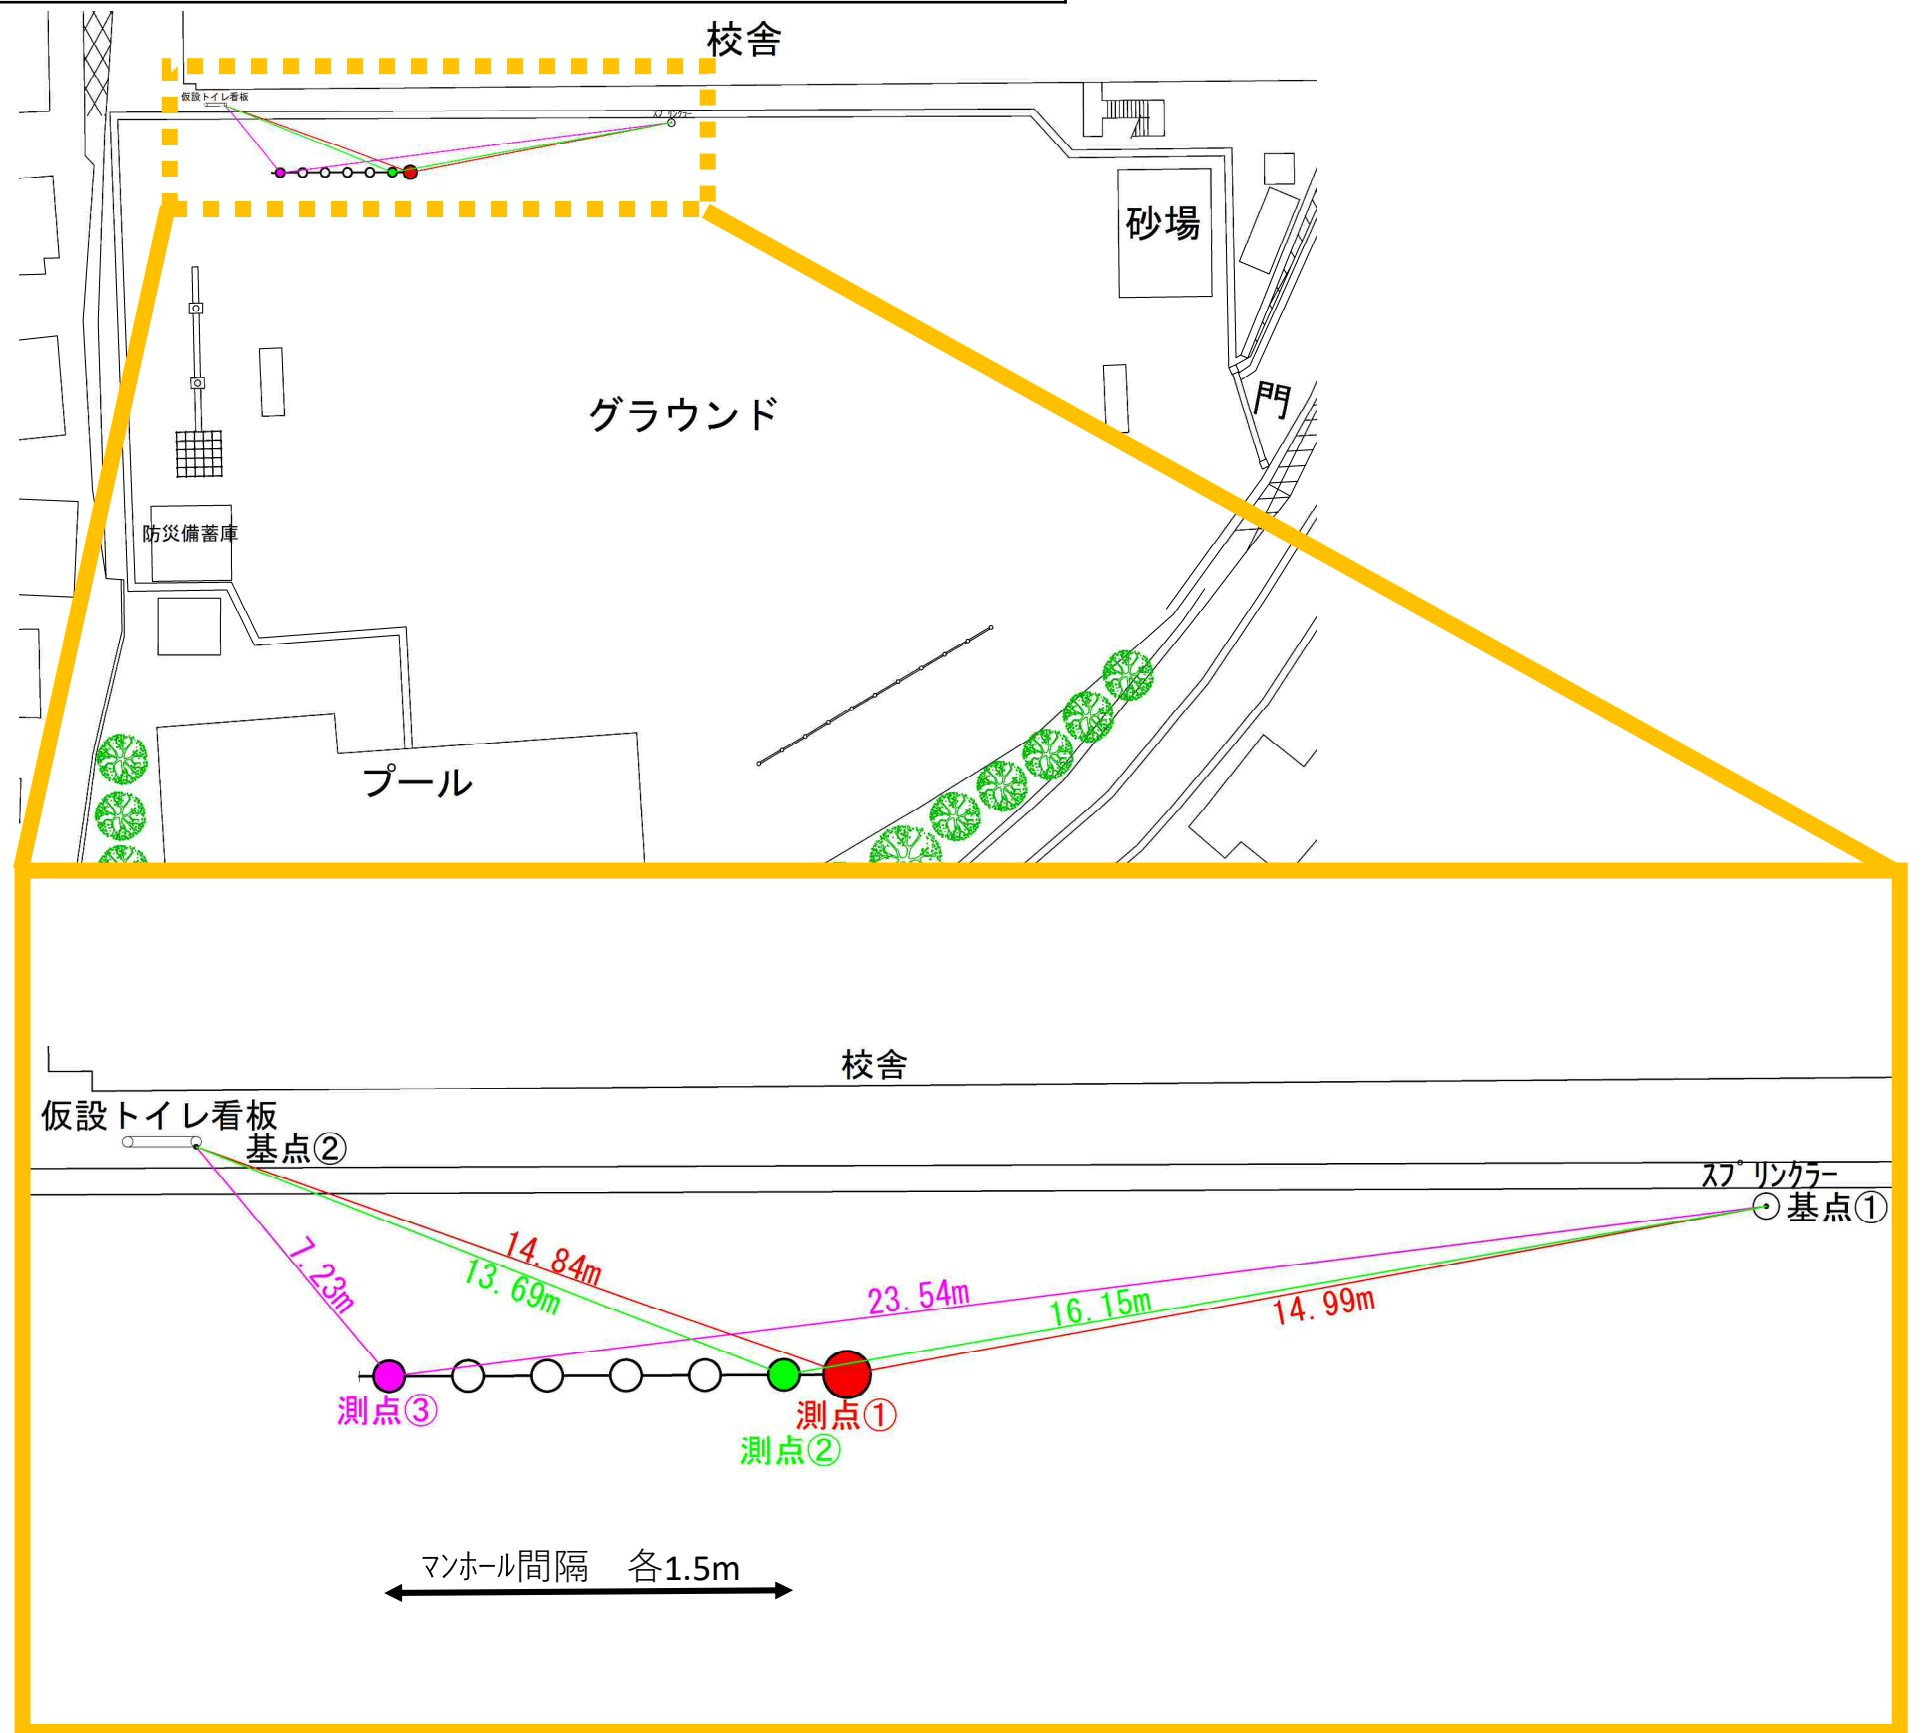 校舎
仮設トイレ看板
スプリンクラー
砂場
門
グラウンド
防災備蓄庫
プール
校舎
仮設トイレ看板
基点②
スプリンクラー
基点①
14.84m
7.23m
13.69m
23.54m
16.15m
14.99m
測点③
測点①
測点②
マンホール間隔　各1.5m